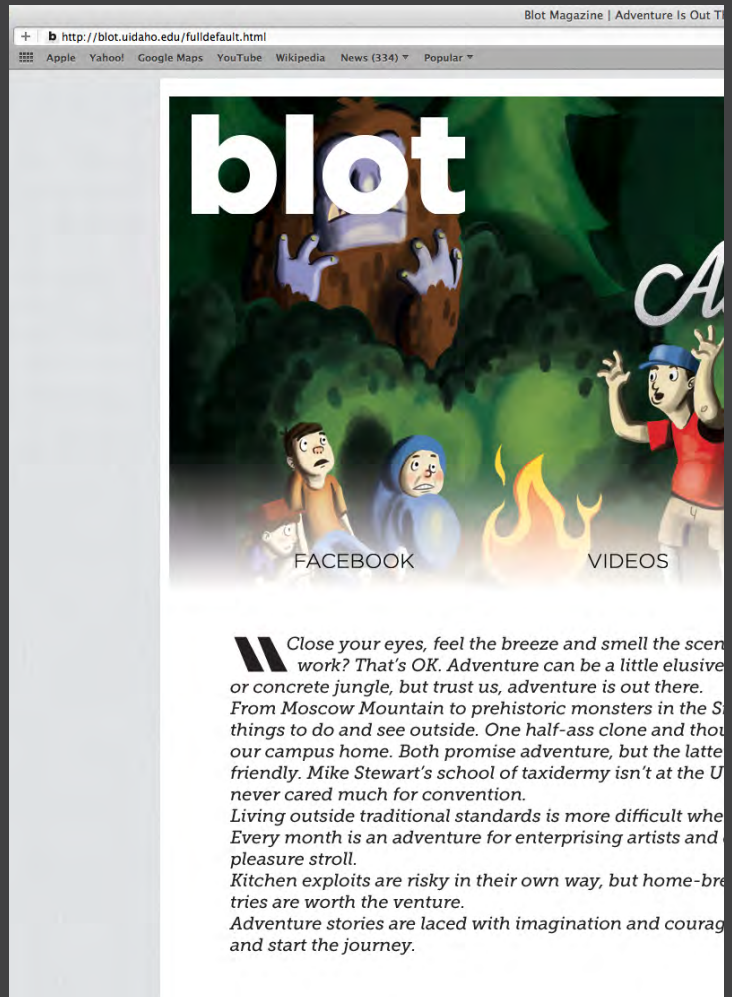 Blot Magazine | Adventure Is Out
+ b http://blot.uidaho.edu/fulldefault.html
Apple Yahoo! Google Maps YouTube Wikipedia News (334) Popular
blot
FACEBOOK VIDEOS
"Close your eyes, feel the breeze and smell the
work? That's OK. Adventure can be a little elusive
or concrete jungle, but trust us, adventure is out there.
From Moscow Mountain to prehistoric monsters in the
things to do and see outside. One half-ass clone and
our campus home. Both promise adventure, but the
friendly. Mike Stewart's school of taxidermy isn't at the U
never cared much for convention.
Living outside traditional standards is more difficult
Every month is an adventure for enterprising artists and
pleasure stroll.
Kitchen exploits are risky in their own way, but
tries are worth the venture.
Adventure stories are laced with imagination and
and start the journey.